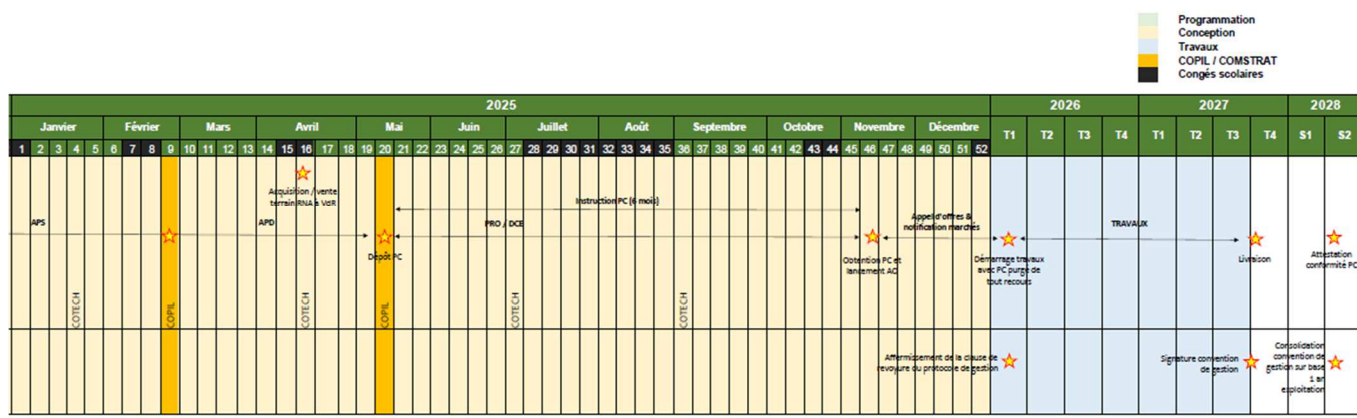 Programmation
Conception
Travaux
COPIL / COMSTRAT
Congés scolaires
2025 2026 2027 2028
Janvier Février Mars Avril Mai Juin Juillet Août Septembre Octobre Novembre Décembre T1 T2 T3 T4 T1 T2 T3 T4 S1 S2
1 2 3 4 5 6 7 8 9 10 11 12 13 14 15 16 17 18 19 20 21 22 23 24 25 26 27 28 29 30 31 32 33 34 35 36 37 38 39 40 41 42 43 44 45 46 47 48 49 50 51 52
Acquisition / vente
terrain RNA à VdR
Instruction PC (6 mois)
APS
APD
PRO / DCE
Appel d'offres &
notification marchés
TRAVAUX
Dépôt PC
Obtention PC et
lancement AO
Démarrage travaux
avec PC purge de
tout recours
Livraison
Attestation
conformité PC
COTECH
COPIL
COTECH
COPIL
COTECH
COTECH
Affermissement de la clause de
revoyure du protocole de gestion
Signature convention
de gestion
Consolidation
convention de
gestion sur base
1 an
exploitation